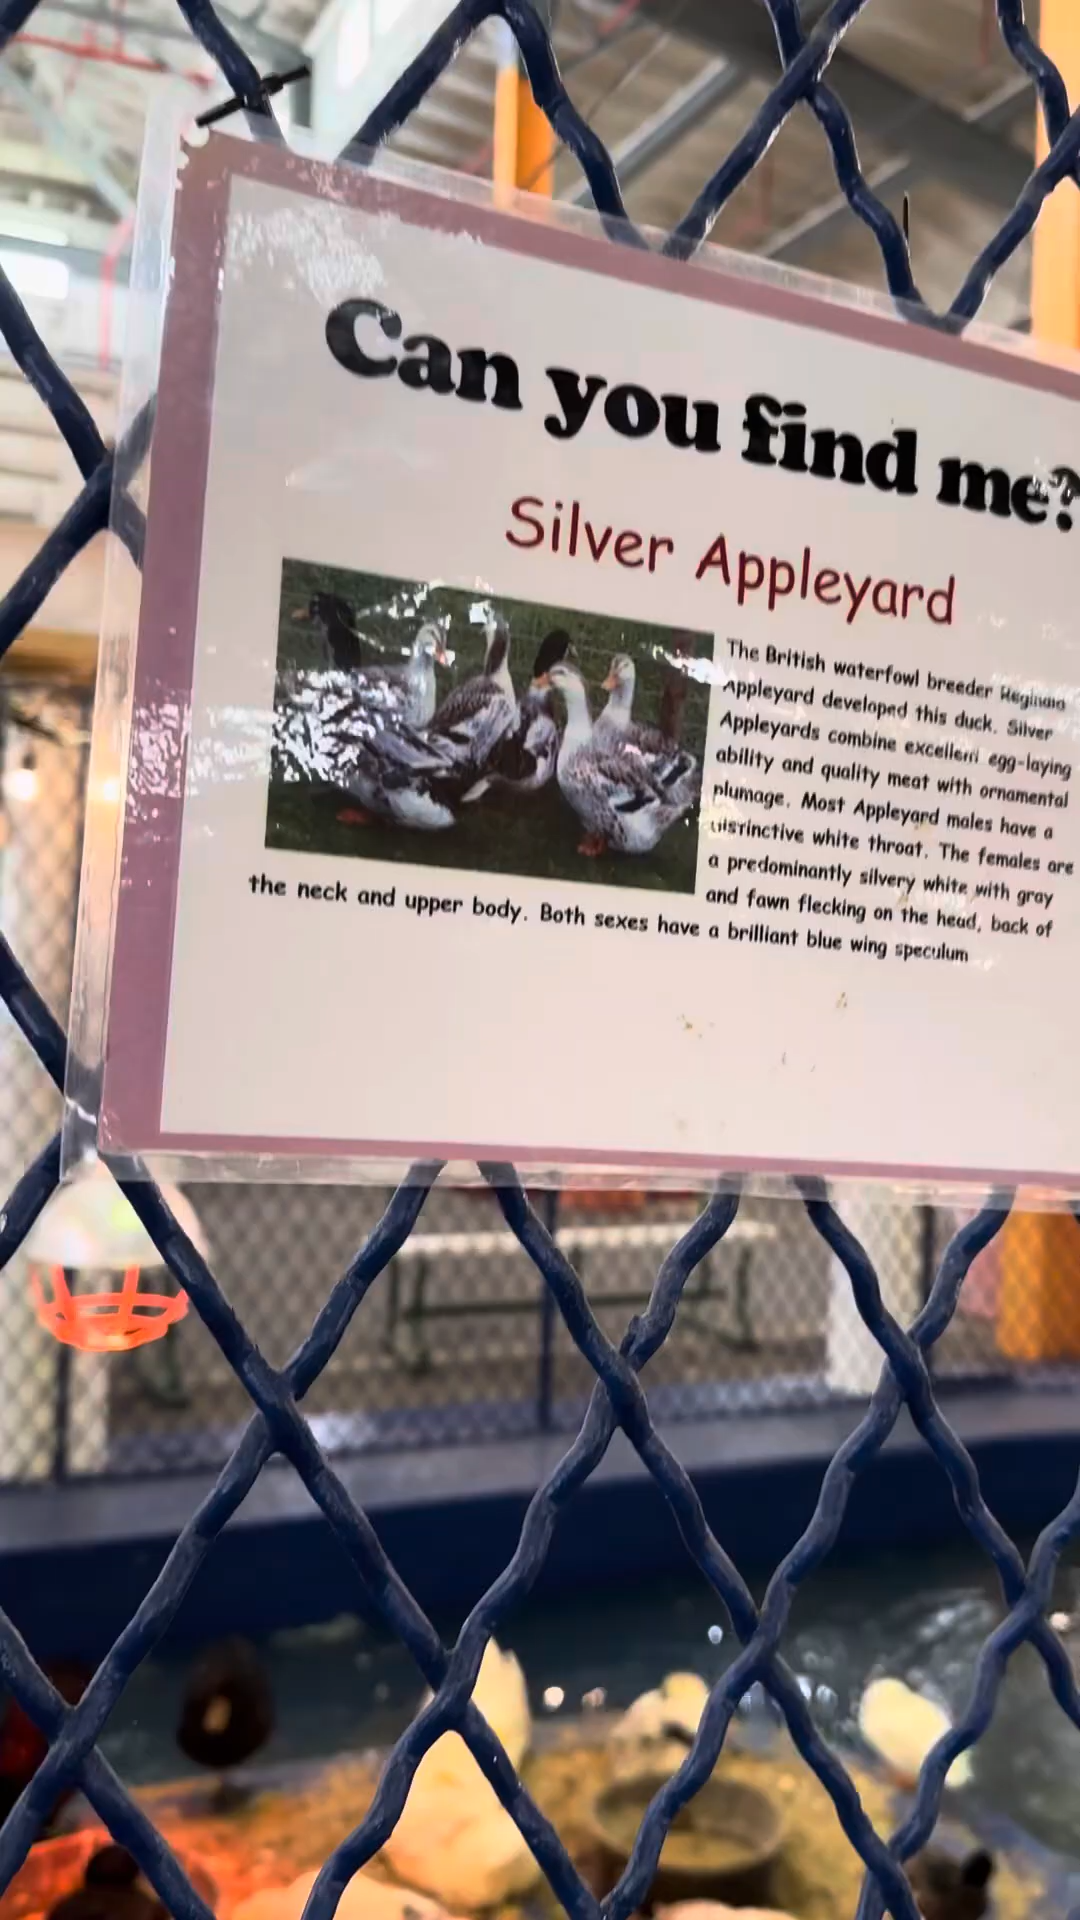 Can you find me?
Silver Appleyard
The British waterfowl breeder Reginald
Appleyard developed this duck. Silver
Appleyards combine excellent egg-laying
ability and quality meat with ornamental
plumage. Most Appleyard males have a
distinctive white throat. The females are
a predominantly silvery white with gray
and fawn flecking on the head, back of
the neck and upper body. Both sexes have a brilliant blue wing speculum